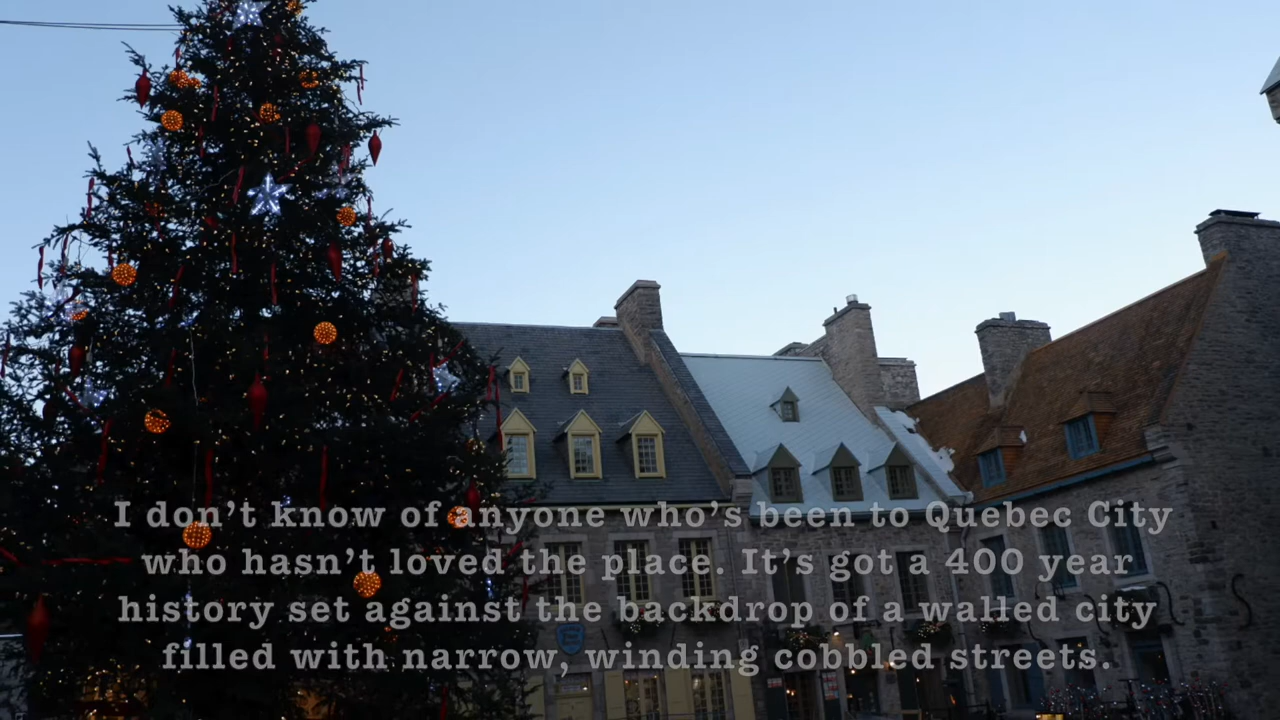 I don't know of anyone who's been to Quebec City
who hasn't loved the place. It's got a 400 year
history set against the backdrop of a walled city
filled with narrow, winding cobbled streets.